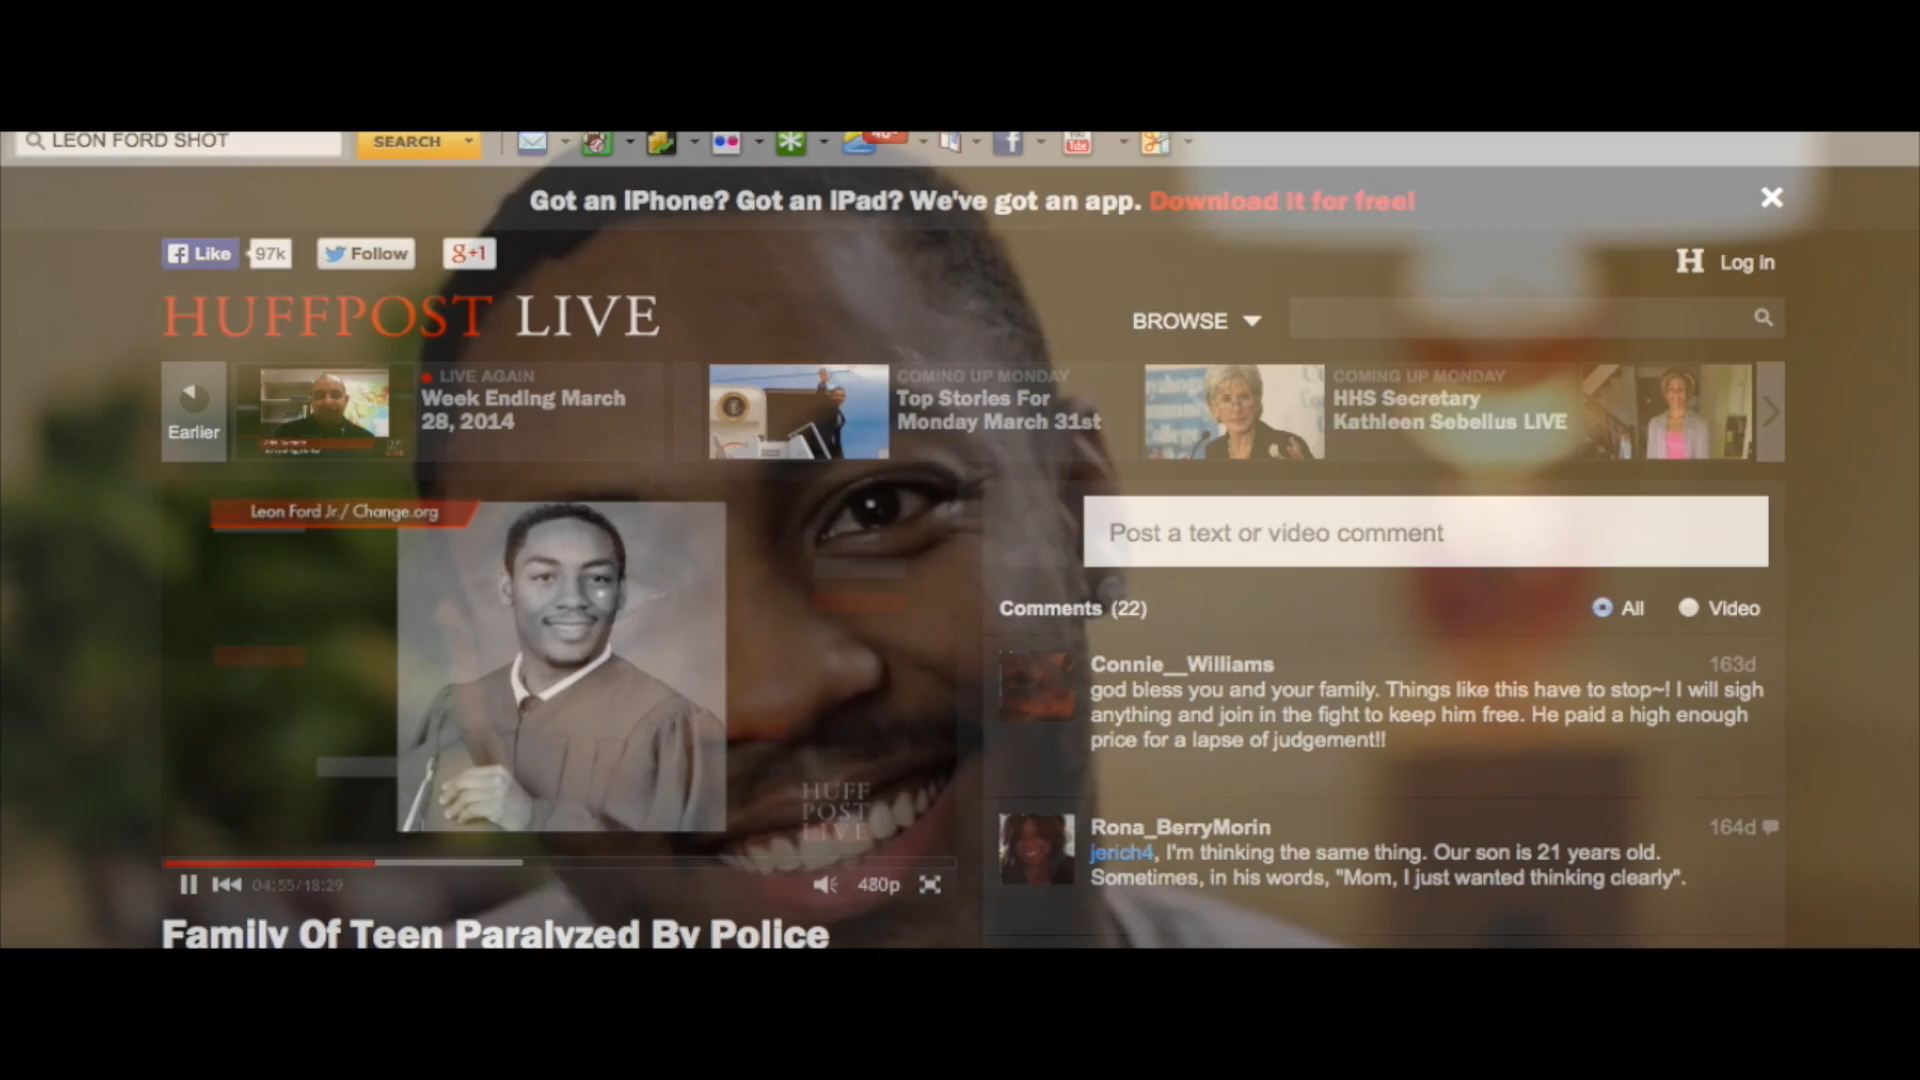 LEON FORD SHOT
SEARCH
Got an iPhone? Got an iPad? We've got an app. Download it for free!
Like
97k
Follow
g+1
H Log in
HUFFPOST LIVE
BROWSE
Earlier
LIVE AGAIN
Week Ending March
28, 2014
COMING UP MONDAY
Top Stories For
Monday March 31st
COMING UP MONDAY
HHS Secretary
Kathleen Sebelius LIVE
Leon Ford Jr./ Change.org
HUFF
POST
LIVE
04:55/18:29
480p
Family Of Teen Paralyzed By Police
Post a text or video comment
Comments (22)
All
Video
Connie__Williams
163d
god bless you and your family. Things like this have to stop~! I will sigh
anything and join in the fight to keep him free. He paid a high enough
price for a lapse of judgement!!
Rona_BerryMorin
164d
jerich4, I'm thinking the same thing. Our son is 21 years old.
Sometimes, in his words, "Mom, I just wanted thinking clearly".